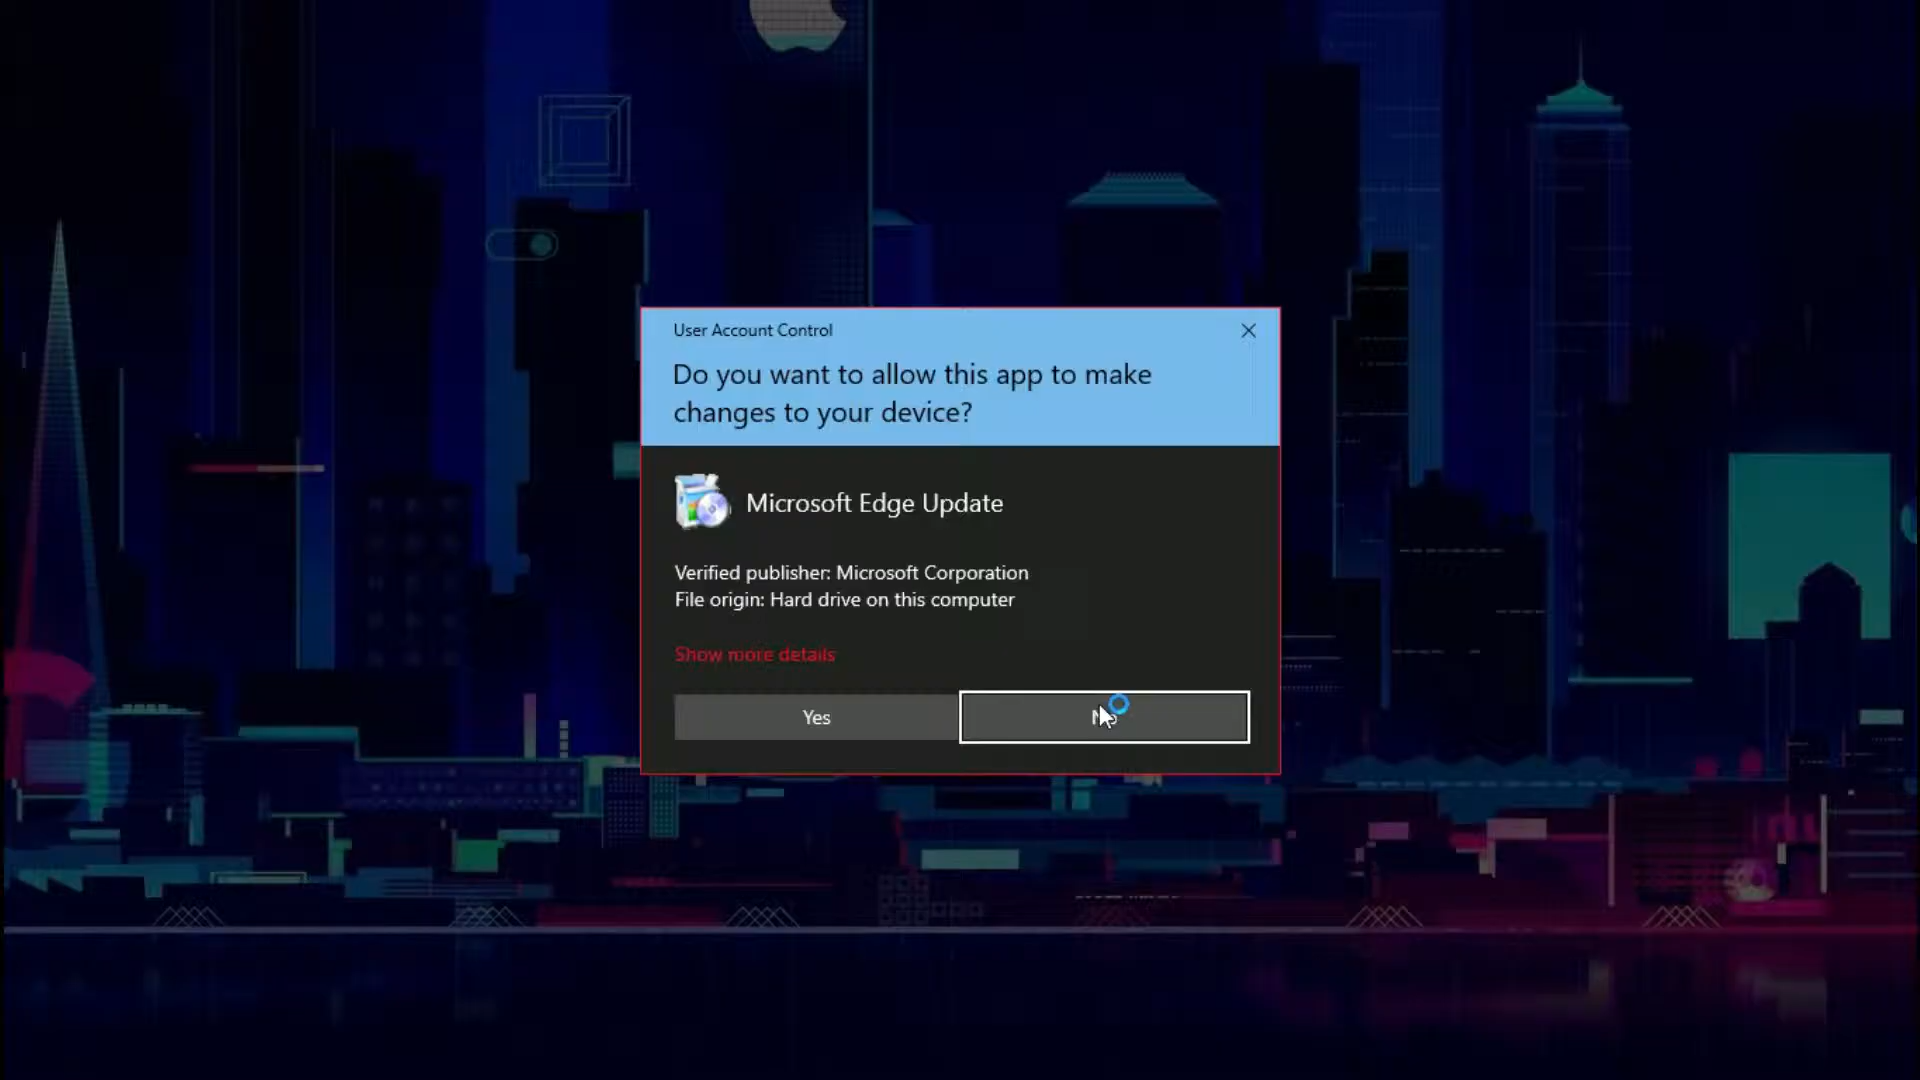 User Account Control
Do you want to allow this app to make
changes to your device?
Microsoft Edge Update
Verified publisher: Microsoft Corporation
File origin: Hard drive on this computer
Show more details
Yes
No